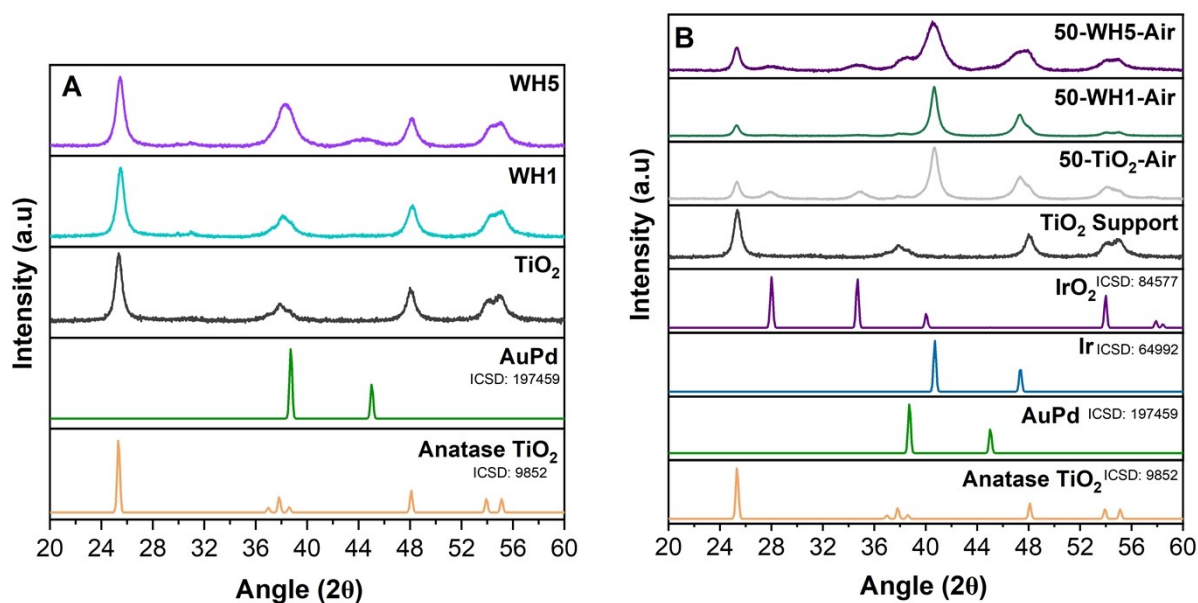 A
WH5
WH1
TiO₂
AuPd
ICSD: 197459
Anatase TiO₂
ICSD: 9852
Intensity (a.u)
20 24 28 32 36 40 44 48 52 56 60
Angle (2θ)
B
50-WH5-Air
50-WH1-Air
50-TiO₂-Air
TiO₂ Support
IrO₂ ICSD: 84577
Ir ICSD: 64992
AuPd ICSD: 197459
Anatase TiO₂ ICSD: 9852
Intensity (a.u)
20 24 28 32 36 40 44 48 52 56 60
Angle (2θ)